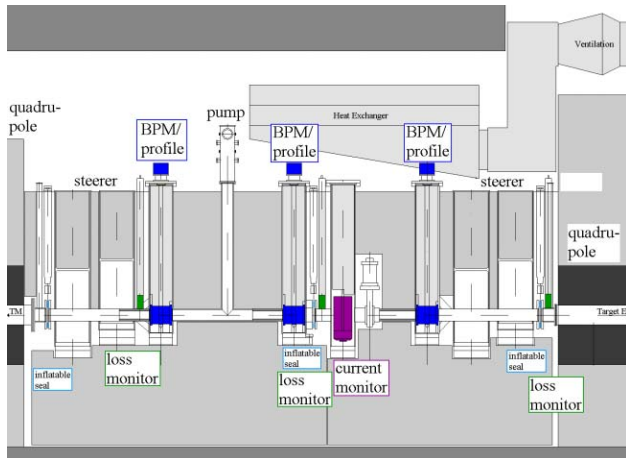 Ventilation
quadru-
pole
pump
BPM/
profile
BPM/
profile
Heat Exchanger
BPM/
profile
steerer
steerer
quadru-
pole
TM
Target E
inflatable
seal
loss
monitor
inflatable
seal
loss
monitor
current
monitor
inflatable
seal
loss
monitor